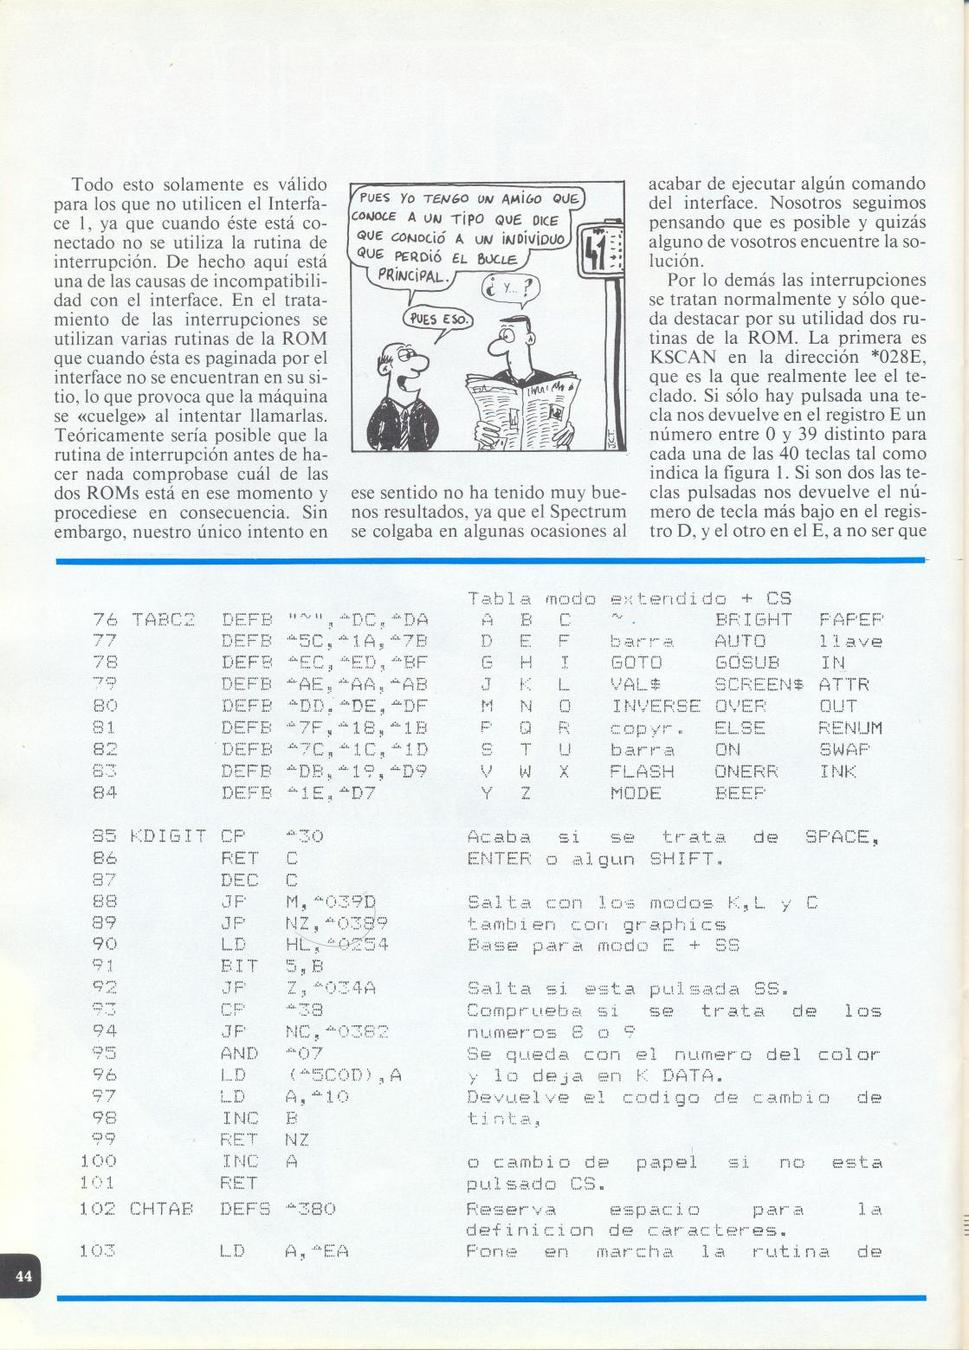 Todo esto solamente es válido
para los que no utilicen el Interfa-
ce 1, ya que cuando éste está co-
nectado no se utiliza la rutina de
interrupción. De hecho aquí está
una de las causas de incompatibili-
dad con el interface. En el trata-
miento de las interrupciones se
utilizan varias rutinas de la ROM
que cuando ésta es paginada por el
interface no se encuentran en su si-
tio, lo que provoca que la máquina
se «cuelge» al intentar llamarlas.
Teóricamente sería posible que la
rutina de interrupción antes de ha-
cer nada comprobase cuál de las
dos ROMs está en ese momento y
procediese en consecuencia. Sin
embargo, nuestro único intento en
PUES YO TENGO UN AMIGO QUE
CONOCE A UN TIPO QUE DICE
QUE CONOCIÓ A UN INDIVIDUO
QUE PERDIÓ EL BUCLE
PRINCIPAL.
¿Y...?
PUES ESO.
41
J.C.T.
ese sentido no ha tenido muy bue-
nos resultados, ya que el Spectrum
se colgaba en algunas ocasiones al
acabar de ejecutar algún comando
del interface. Nosotros seguimos
pensando que es posible y quizás
alguno de vosotros encuentre la so-
lución.
Por lo demás las interrupciones
se tratan normalmente y sólo que-
da destacar por su utilidad dos ru-
tinas de la ROM. La primera es
KSCAN en la dirección *028E,
que es la que realmente lee el te-
clado. Si sólo hay pulsada una te-
cla nos devuelve en el registro E un
número entre 0 y 39 distinto para
cada una de las 40 teclas tal como
indica la figura 1. Si son dos las te-
clas pulsadas nos devuelve el nú-
mero de tecla más bajo en el regis-
tro D, y el otro en el E, a no ser que
Tabla modo extendido + CS
76 TABC2 DEFB "~",^DC,^DA A B C ~. BRIGHT PAPER
77 DEFB ^5C,^1A,^7B D E F barra AUTO llave
78 DEFB ^EC,^ED,^BF G H I GOTO GOSUB IN
79 DEFB ^AE,^AA,^AB J K L VAL$ SCREEN$ ATTR
80 DEFB ^DD,^DE,^DF M N O INVERSE OVER OUT
81 DEFB ^7F,^18,^1B P Q R copyr. ELSE RENUM
82 DEFB ^7C,^1C,^1D S T U barra ON SWAP
83 DEFB ^DB,^19,^D9 V W X FLASH ONERR INK
84 DEFB ^1E,^D7 Y Z MODE BEEP
85 KDIGIT CP ^30 Acaba si se trata de SPACE,
86 RET C ENTER o algun SHIFT.
87 DEC C
88 JP M,^039D Salta con los modos K,L y C
89 JP NZ,^0389 tambien con graphics
90 LD HL,^0254 Base para modo E + SS
91 BIT 5,B
92 JP Z,^034A Salta si esta pulsada SS.
93 CP ^38 Comprueba si se trata de los
94 JP NC,^0382 numeros 8 o 9
95 AND ^07 Se queda con el numero del color
96 LD (^5C0D),A y lo deja en K DATA.
97 LD A,^10 Devuelve el codigo de cambio de
98 INC B tinta,
99 RET NZ
100 INC A o cambio de papel si no esta
101 RET pulsado CS.
102 CHTAB DEFS ^380 Reserva espacio para la
definicion de caracteres.
103 LD A,^EA Pone en marcha la rutina de
44